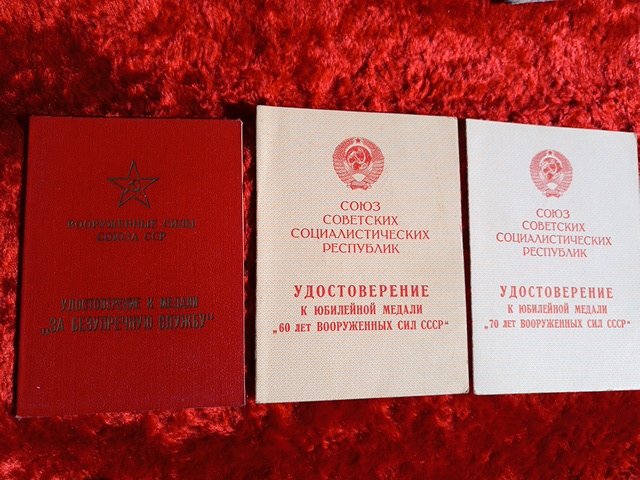 ВООРУЖЕННЫЕ СИЛЫ
СОЮЗА ССР
УДОСТОВЕРЕНИЕ К МЕДАЛИ
„ЗА БЕЗУПРЕЧНУЮ СЛУЖБУ"
СОЮЗ
СОВЕТСКИХ
СОЦИАЛИСТИЧЕСКИХ
РЕСПУБЛИК
УДОСТОВЕРЕНИЕ
К ЮБИЛЕЙНОЙ МЕДАЛИ
„60 ЛЕТ ВООРУЖЕННЫХ СИЛ СССР"
СОЮЗ
СОВЕТСКИХ
СОЦИАЛИСТИЧЕСКИХ
РЕСПУБЛИК
УДОСТОВЕРЕНИЕ
К ЮБИЛЕЙНОЙ МЕДАЛИ
„70 ЛЕТ ВООРУЖЕННЫХ СИЛ СССР"